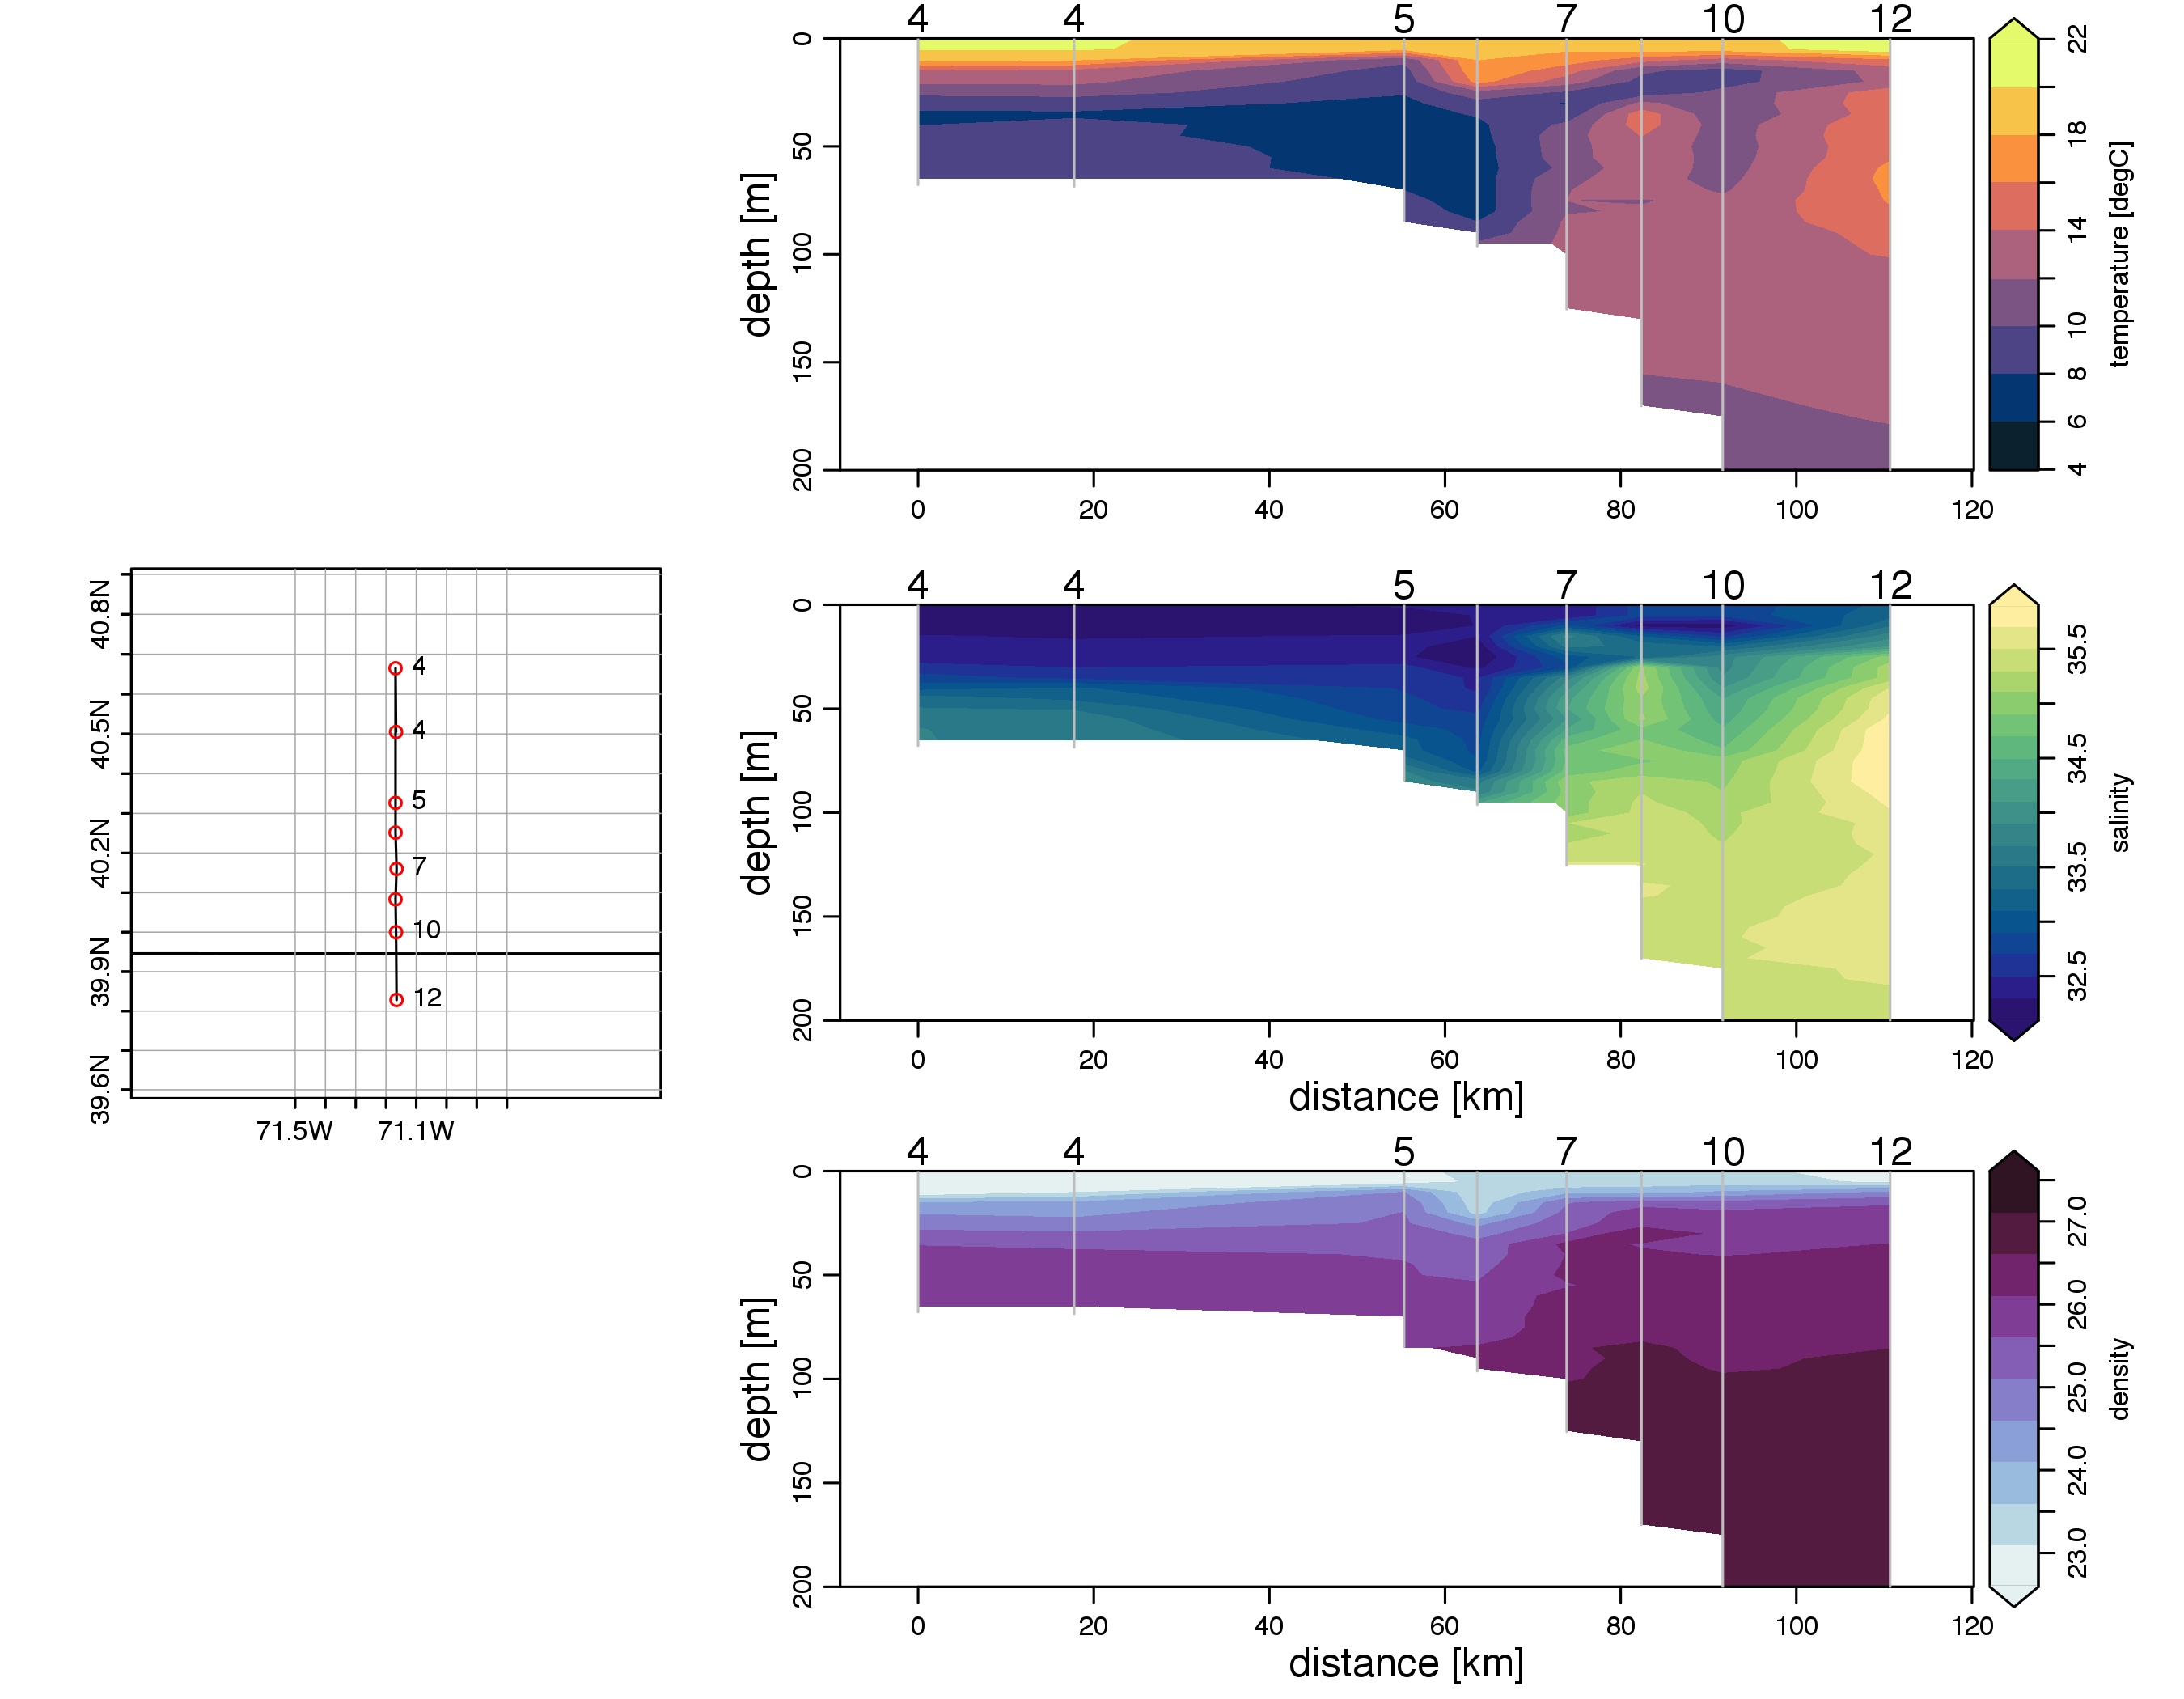 4 4 5 7 10 12
0
50
100
150
200
depth [m]
0 20 40 60 80 100 120
22
18
14
10
8
6
4
temperature [degC]
40.8N
40.5N
40.2N
39.9N
39.6N
71.5W 71.1W
4
4
5
7
10
12
4 4 5 7 10 12
0
50
100
150
200
depth [m]
0 20 40 60 80 100 120
distance [km]
35.5
34.5
33.5
32.5
salinity
4 4 5 7 10 12
0
50
100
150
200
depth [m]
0 20 40 60 80 100 120
distance [km]
27.0
26.0
25.0
24.0
23.0
density